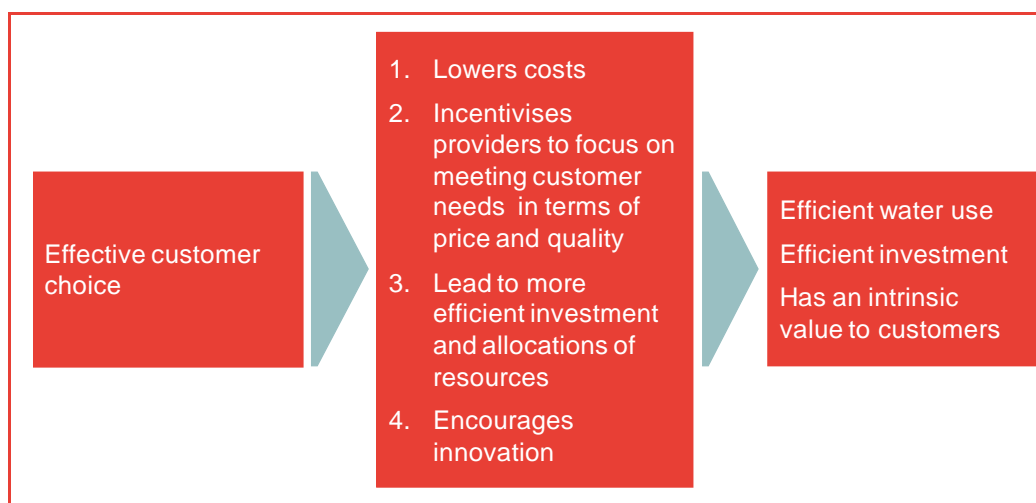 Effective customer
choice
1. Lowers costs
2. Incentivises
providers to focus on
meeting customer
needs in terms of
price and quality
3. Lead to more
efficient investment
and allocations of
resources
4. Encourages
innovation
Efficient water use
Efficient investment
Has an intrinsic
value to customers